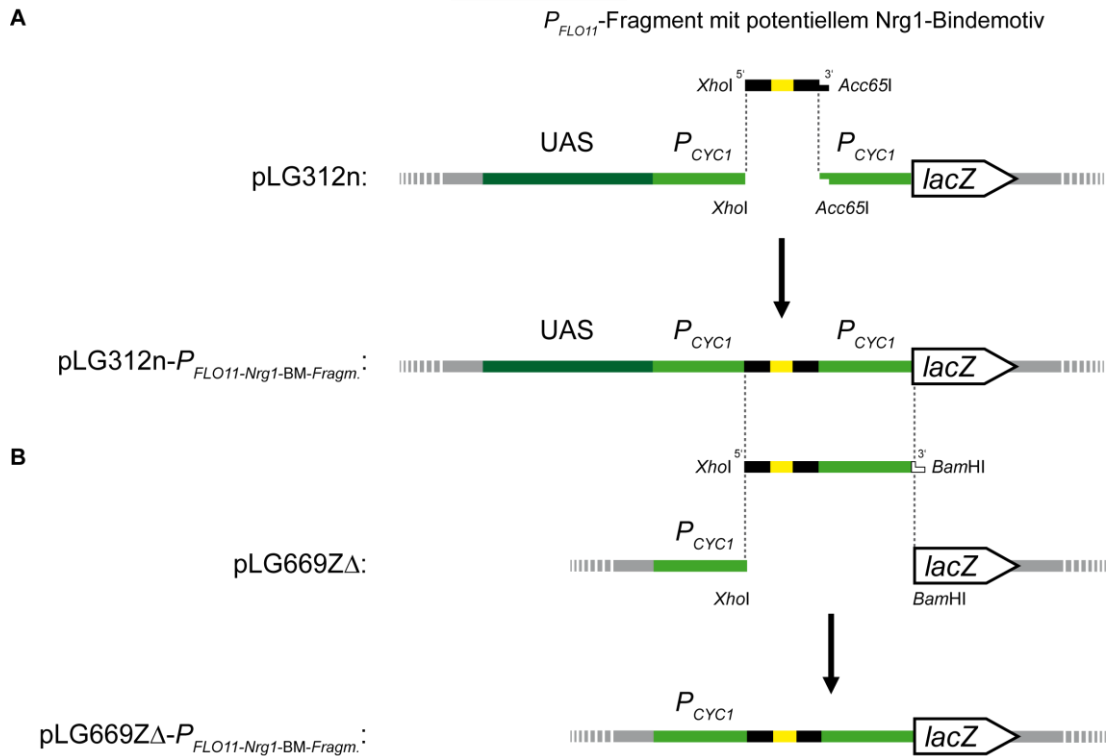 A
P_FLO11-Fragment mit potentiellem Nrg1-Bindemotiv
XhoI 5' 3' Acc65I
UAS P_CYC1 P_CYC1
pLG312n: lacZ
XhoI Acc65I
UAS P_CYC1 P_CYC1
pLG312n-P_FLO11-Nrg1-BM-Fragm.: lacZ
B
XhoI 5' 3' BamHI
P_CYC1
pLG669Z∆: lacZ
XhoI BamHI
P_CYC1
pLG669Z∆-P_FLO11-Nrg1-BM-Fragm.: lacZ